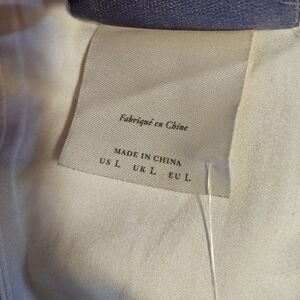 Fabriqué en Chine
MADE IN CHINA
US L UK L EU L